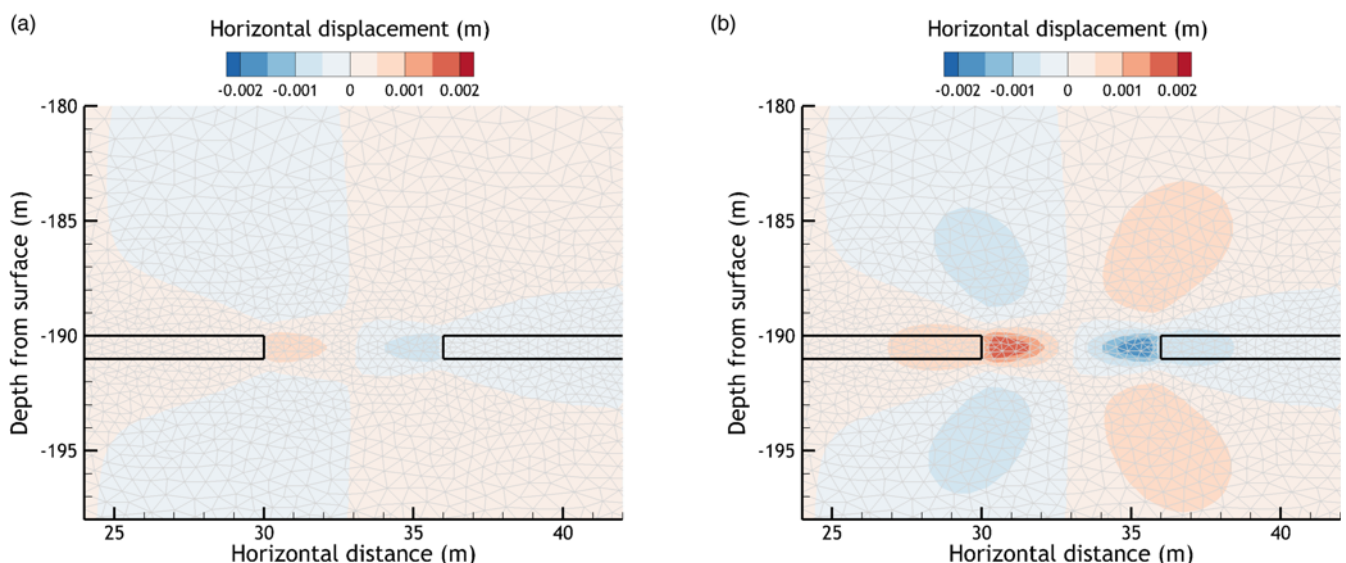 (a)
Horizontal displacement (m)
-0.002 -0.001 0 0.001 0.002
-180
-185
-190
-195
Depth from surface (m)
25 30 35 40
Horizontal distance (m)
(b)
Horizontal displacement (m)
-0.002 -0.001 0 0.001 0.002
-180
-185
-190
-195
Depth from surface (m)
25 30 35 40
Horizontal distance (m)